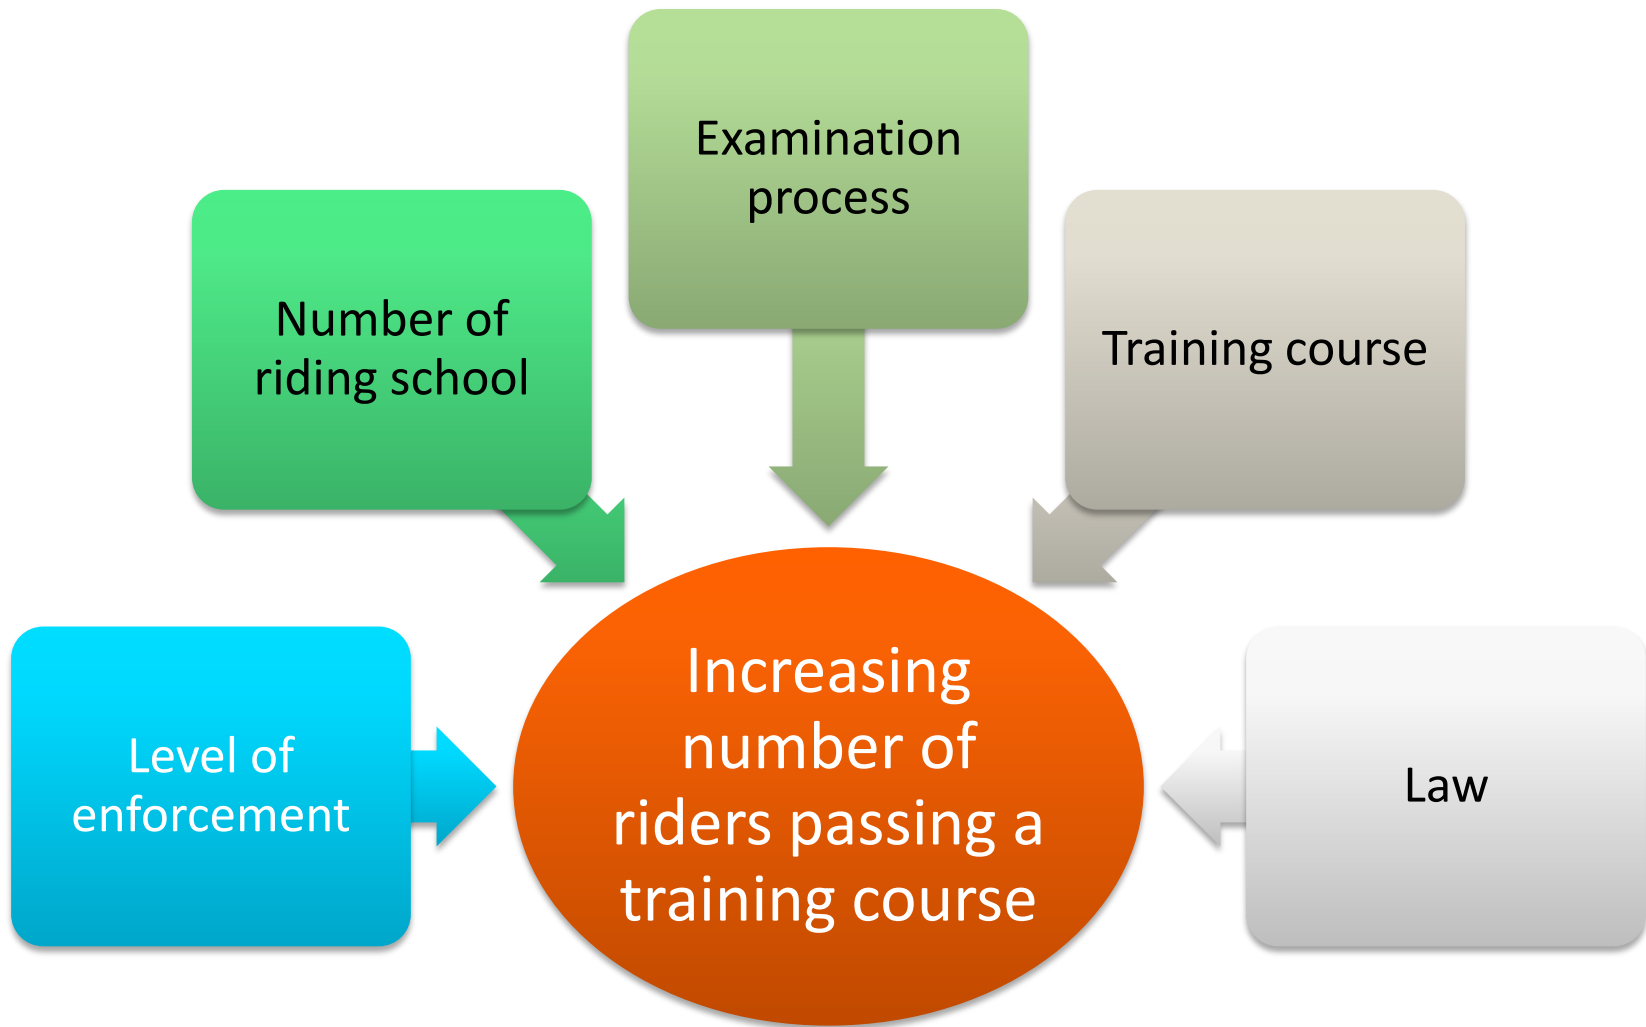 Examination
process
Number of
riding school
Training course
Level of
enforcement
Increasing
number of
riders passing a
training course
Law